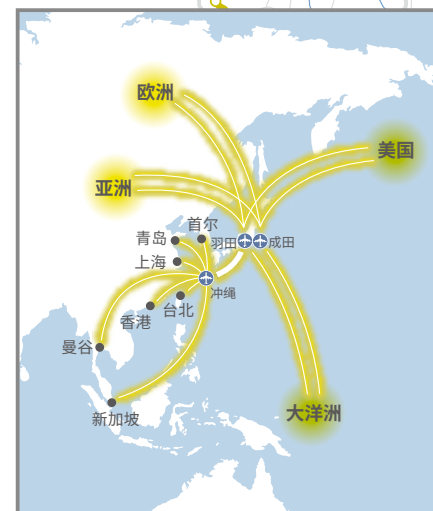 欧洲
美国
亚洲
首尔
青岛
羽田
成田
上海
冲绳
台北
香港
曼谷
大洋洲
新加坡